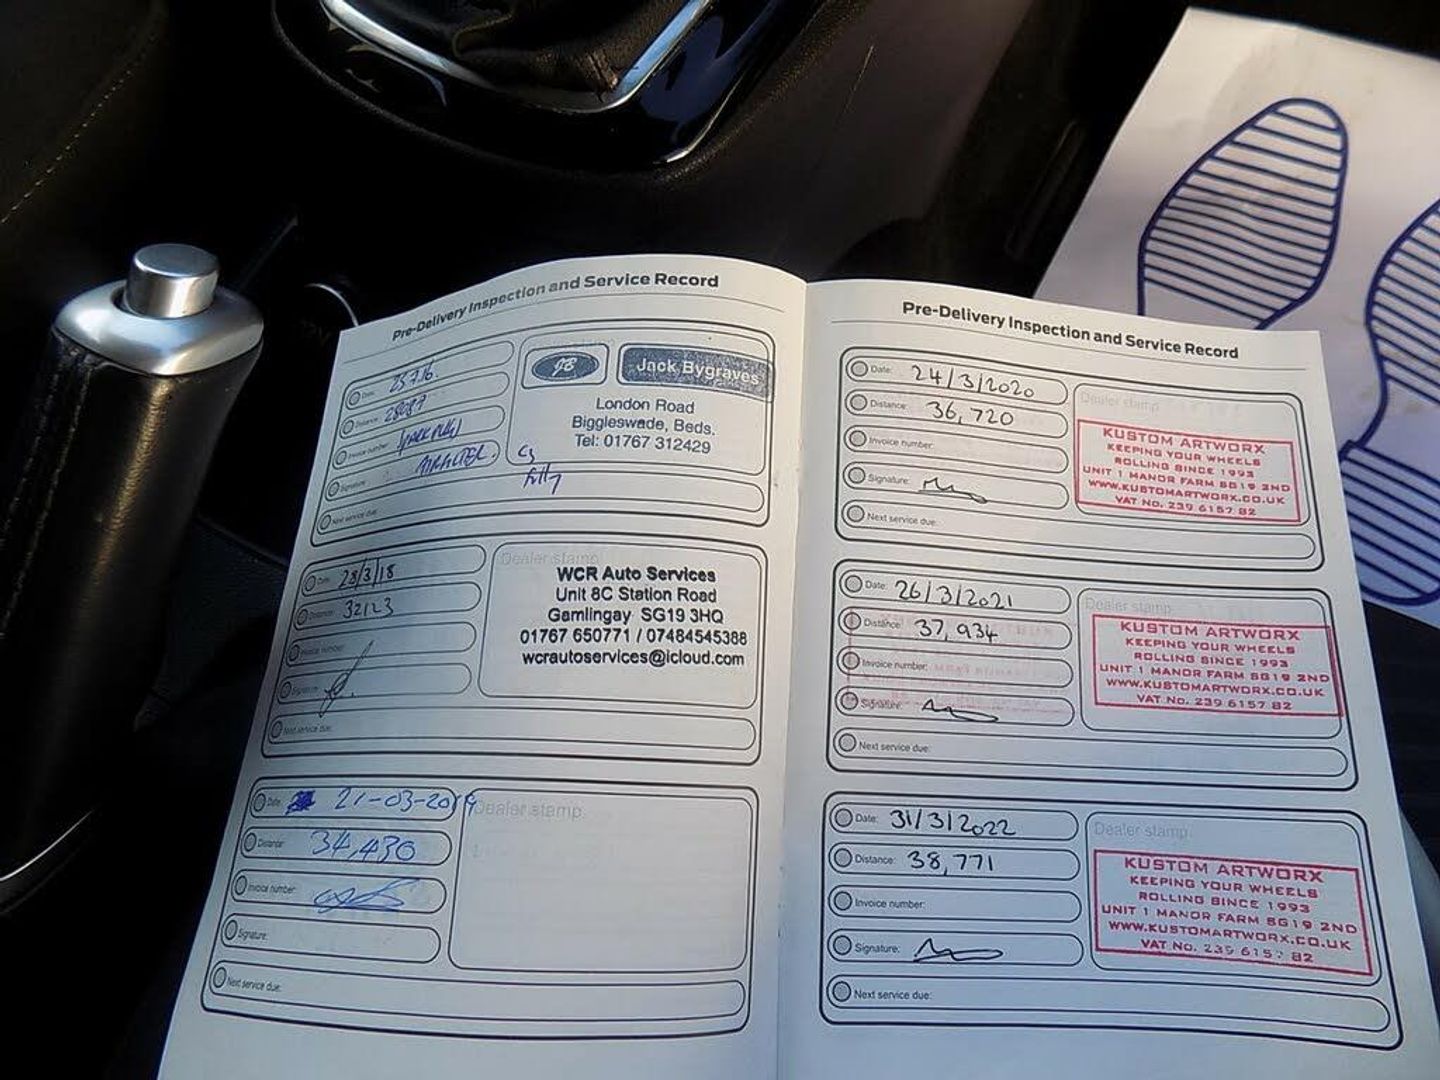 Pre-Delivery Inspection and Service Record
Date: 25.7.16.
Distance: 28087
Invoice number:
Signature:
Next service due:
JB
Jack Bygraves
London Road
Biggleswade, Beds.
Tel: 01767 312429
Date: 28/3/18
Distance: 32123
Invoice number:
Signature:
Next service due:
Dealer stamp
WCR Auto Services
Unit 8C Station Road
Gamlingay SG19 3HQ
01767 650771 / 07484545388
wcrautoservices@icloud.com
Date: 21-03-2019
Distance: 34,430
Invoice number:
Signature:
Next service due:
Dealer stamp
Pre-Delivery Inspection and Service Record
Date: 24/3/2020
Distance: 36,720
Invoice number:
Signature:
Next service due:
Dealer stamp
KUSTOM ARTWORX
KEEPING YOUR WHEELS
ROLLING SINCE 1993
UNIT 1 MANOR FARM SG19 2ND
WWW.KUSTOMARTWORX.CO.UK
VAT No. 239 6157 82
Date: 26/3/2021
Distance: 37,934
Invoice number:
Signature:
Next service due:
Dealer stamp
KUSTOM ARTWORX
KEEPING YOUR WHEELS
ROLLING SINCE 1993
UNIT 1 MANOR FARM SG19 2ND
WWW.KUSTOMARTWORX.CO.UK
VAT No. 239 6157 82
Date: 31/3/2022
Distance: 38,771
Invoice number:
Signature:
Next service due:
Dealer stamp
KUSTOM ARTWORX
KEEPING YOUR WHEELS
ROLLING SINCE 1993
UNIT 1 MANOR FARM SG19 2ND
WWW.KUSTOMARTWORX.CO.UK
VAT No. 239 6157 82